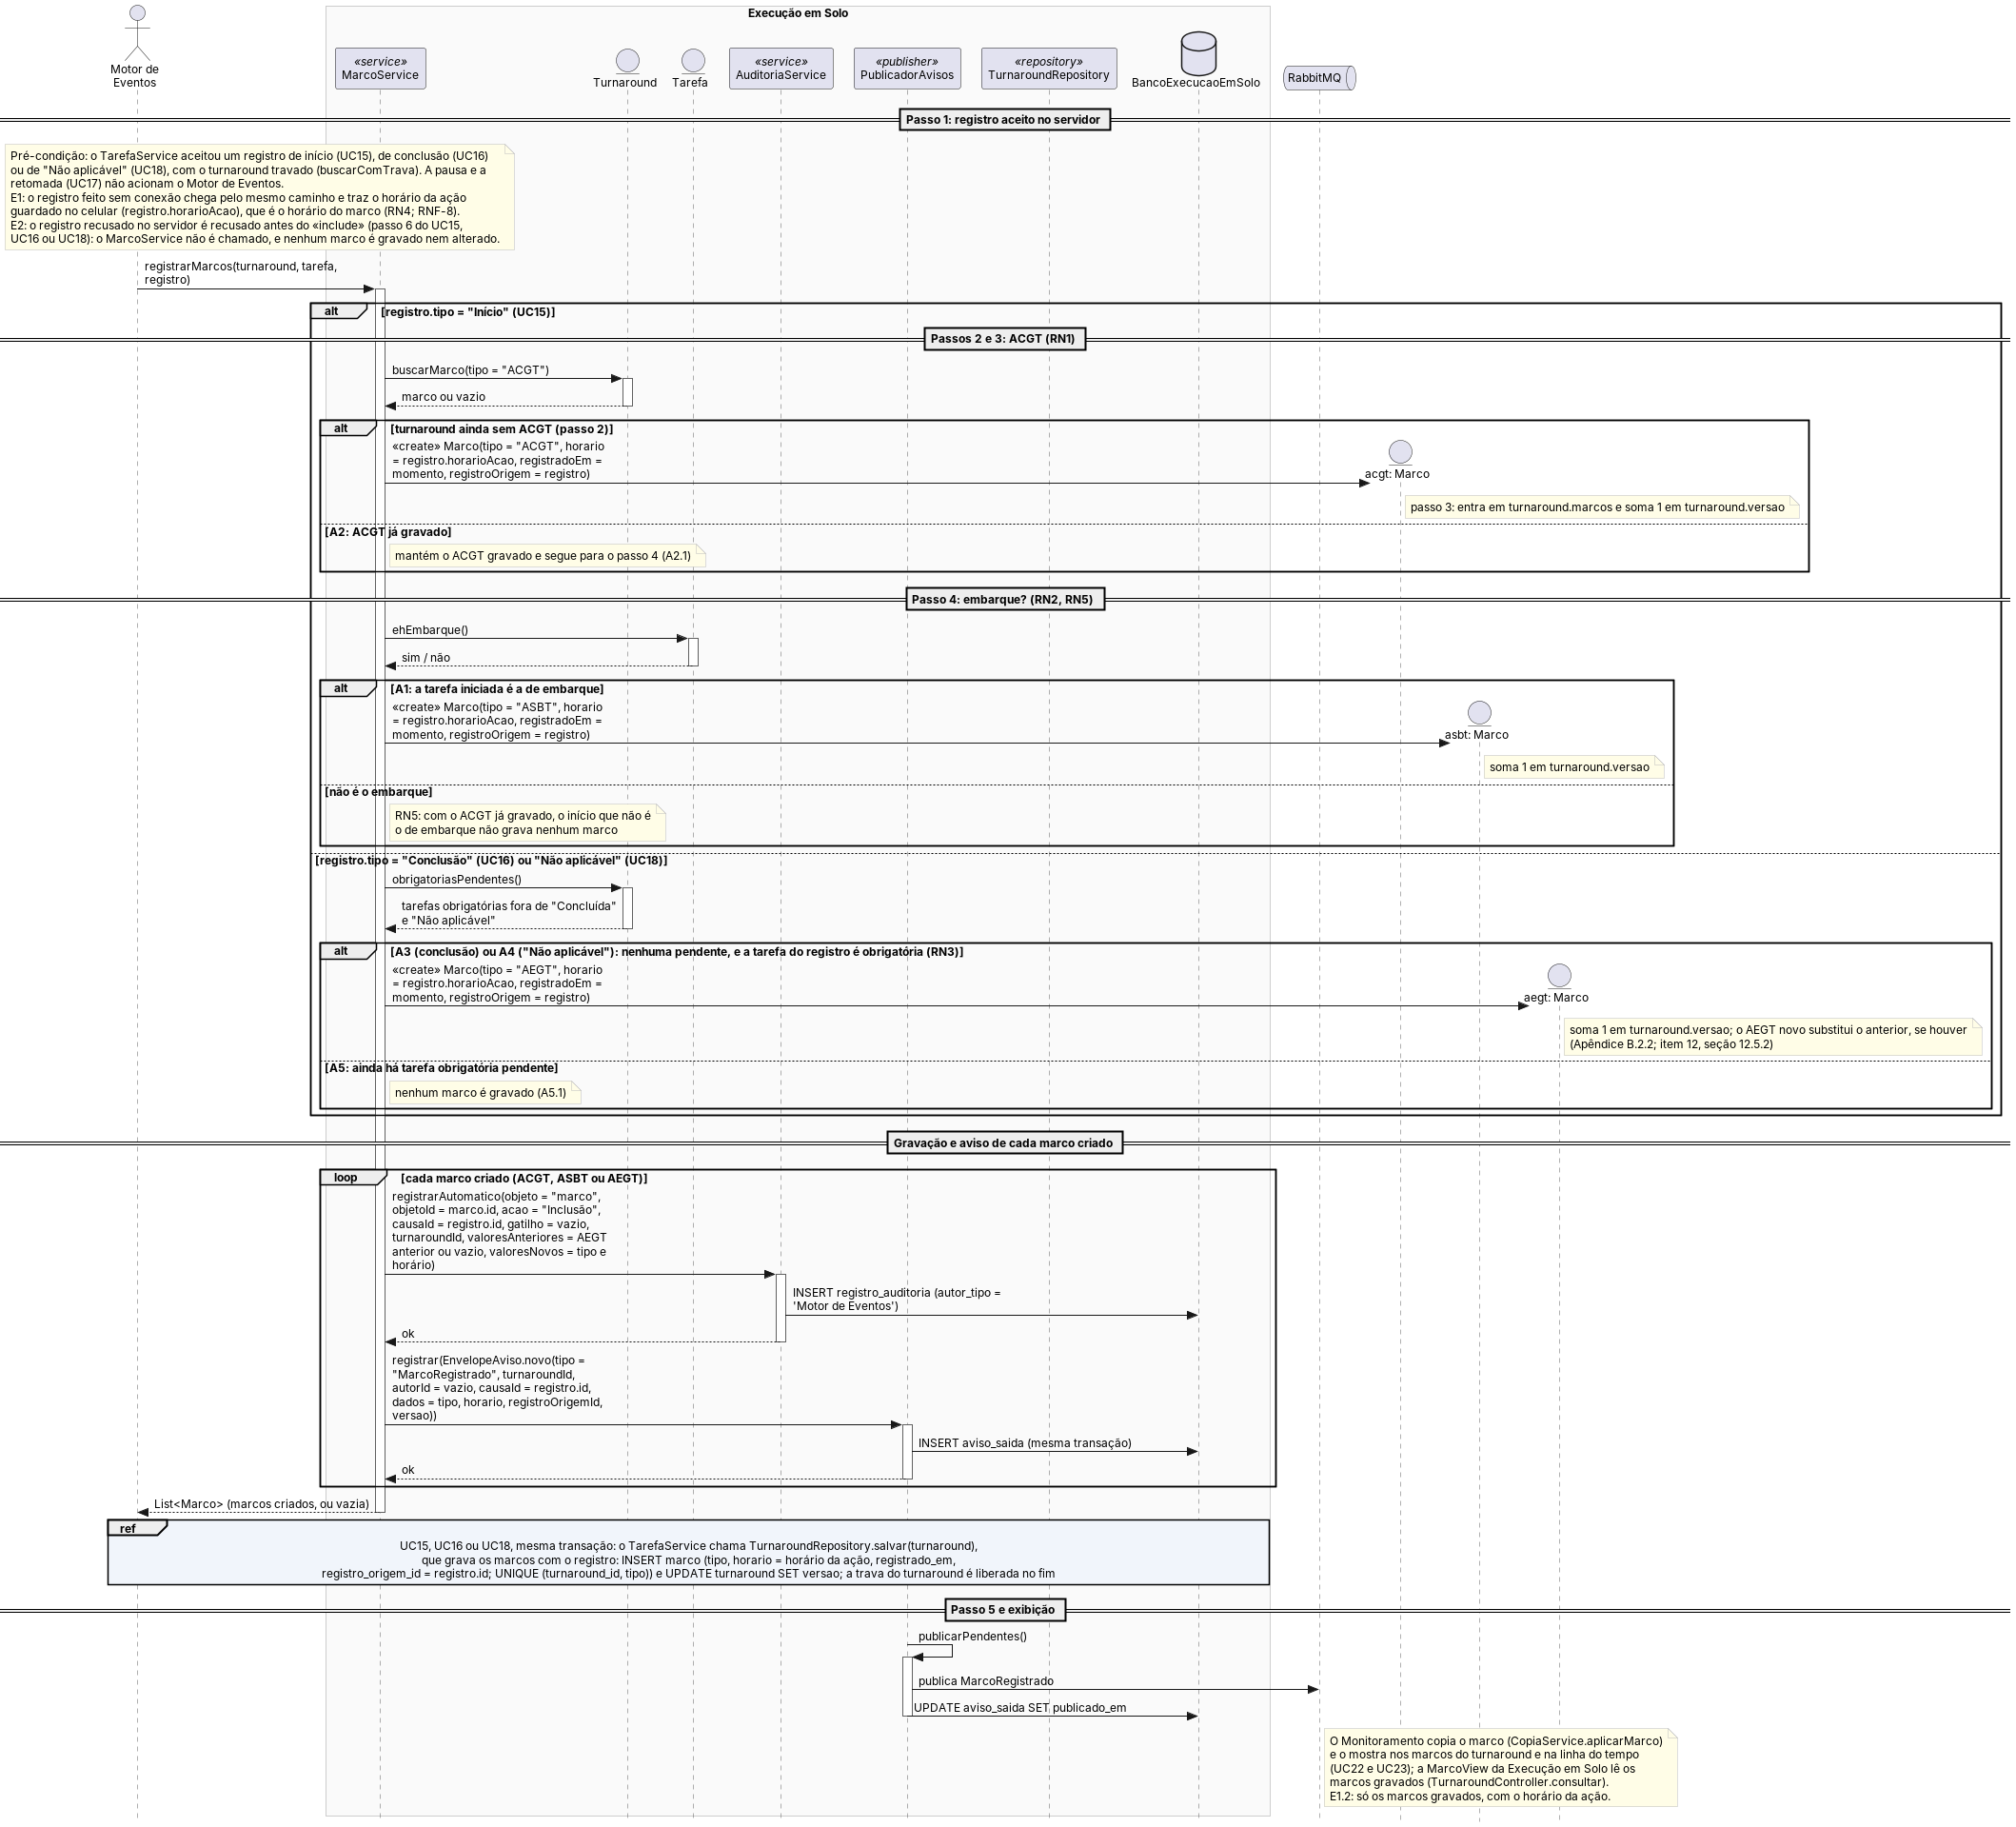 Execução em Solo
Motor de
Eventos
«service»
MarcoService
Turnaround
Tarefa
«service»
AuditoriaService
«publisher»
PublicadorAvisos
«repository»
TurnaroundRepository
BancoExecucaoEmSolo
RabbitMQ
Passo 1: registro aceito no servidor
Pré-condição: o TarefaService aceitou um registro de início (UC15), de conclusão (UC16)
ou de "Não aplicável" (UC18), com o turnaround travado (buscarComTrava). A pausa e a
retomada (UC17) não acionam o Motor de Eventos.
E1: o registro feito sem conexão chega pelo mesmo caminho e traz o horário da ação
guardado no celular (registro.horarioAcao), que é o horário do marco (RN4; RNF-8).
E2: o registro recusado no servidor é recusado antes do «include» (passo 6 do UC15,
UC16 ou UC18): o MarcoService não é chamado, e nenhum marco é gravado nem alterado.
registrarMarcos(turnaround, tarefa,
registro)
alt
[registro.tipo = "Início" (UC15)]
Passos 2 e 3: ACGT (RN1)
buscarMarco(tipo = "ACGT")
marco ou vazio
alt
[turnaround ainda sem ACGT (passo 2)]
«create» Marco(tipo = "ACGT", horario
= registro.horarioAcao, registradoEm =
momento, registroOrigem = registro)
acgt: Marco
passo 3: entra em turnaround.marcos e soma 1 em turnaround.versao
[A2: ACGT já gravado]
mantém o ACGT gravado e segue para o passo 4 (A2.1)
Passo 4: embarque? (RN2, RN5)
ehEmbarque()
sim / não
alt
[A1: a tarefa iniciada é a de embarque]
«create» Marco(tipo = "ASBT", horario
= registro.horarioAcao, registradoEm =
momento, registroOrigem = registro)
asbt: Marco
soma 1 em turnaround.versao
[não é o embarque]
RN5: com o ACGT já gravado, o início que não é
o de embarque não grava nenhum marco
[registro.tipo = "Conclusão" (UC16) ou "Não aplicável" (UC18)]
obrigatoriasPendentes()
tarefas obrigatórias fora de "Concluída"
e "Não aplicável"
alt
[A3 (conclusão) ou A4 ("Não aplicável"): nenhuma pendente, e a tarefa do registro é obrigatória (RN3)]
«create» Marco(tipo = "AEGT", horario
= registro.horarioAcao, registradoEm =
momento, registroOrigem = registro)
aegt: Marco
soma 1 em turnaround.versao; o AEGT novo substitui o anterior, se houver
(Apêndice B.2.2; item 12, seção 12.5.2)
[A5: ainda há tarefa obrigatória pendente]
nenhum marco é gravado (A5.1)
Gravação e aviso de cada marco criado
loop
[cada marco criado (ACGT, ASBT ou AEGT)]
registrarAutomatico(objeto = "marco",
objetoId = marco.id, acao = "Inclusão",
causaId = registro.id, gatilho = vazio,
turnaroundId, valoresAnteriores = AEGT
anterior ou vazio, valoresNovos = tipo e
horário)
INSERT registro_auditoria (autor_tipo =
'Motor de Eventos')
ok
registrar(EnvelopeAviso.novo(tipo =
"MarcoRegistrado", turnaroundId,
autorId = vazio, causaId = registro.id,
dados = tipo, horario, registroOrigemId,
versao))
INSERT aviso_saida (mesma transação)
ok
List<Marco> (marcos criados, ou vazia)
ref
UC15, UC16 ou UC18, mesma transação: o TarefaService chama TurnaroundRepository.salvar(turnaround),
que grava os marcos com o registro: INSERT marco (tipo, horario = horário da ação, registrado_em,
registro_origem_id = registro.id; UNIQUE (turnaround_id, tipo)) e UPDATE turnaround SET versao; a trava do turnaround é liberada no fim
Passo 5 e exibição
publicarPendentes()
publica MarcoRegistrado
UPDATE aviso_saida SET publicado_em
O Monitoramento copia o marco (CopiaService.aplicarMarco)
e o mostra nos marcos do turnaround e na linha do tempo
(UC22 e UC23); a MarcoView da Execução em Solo lê os
marcos gravados (TurnaroundController.consultar).
E1.2: só os marcos gravados, com o horário da ação.